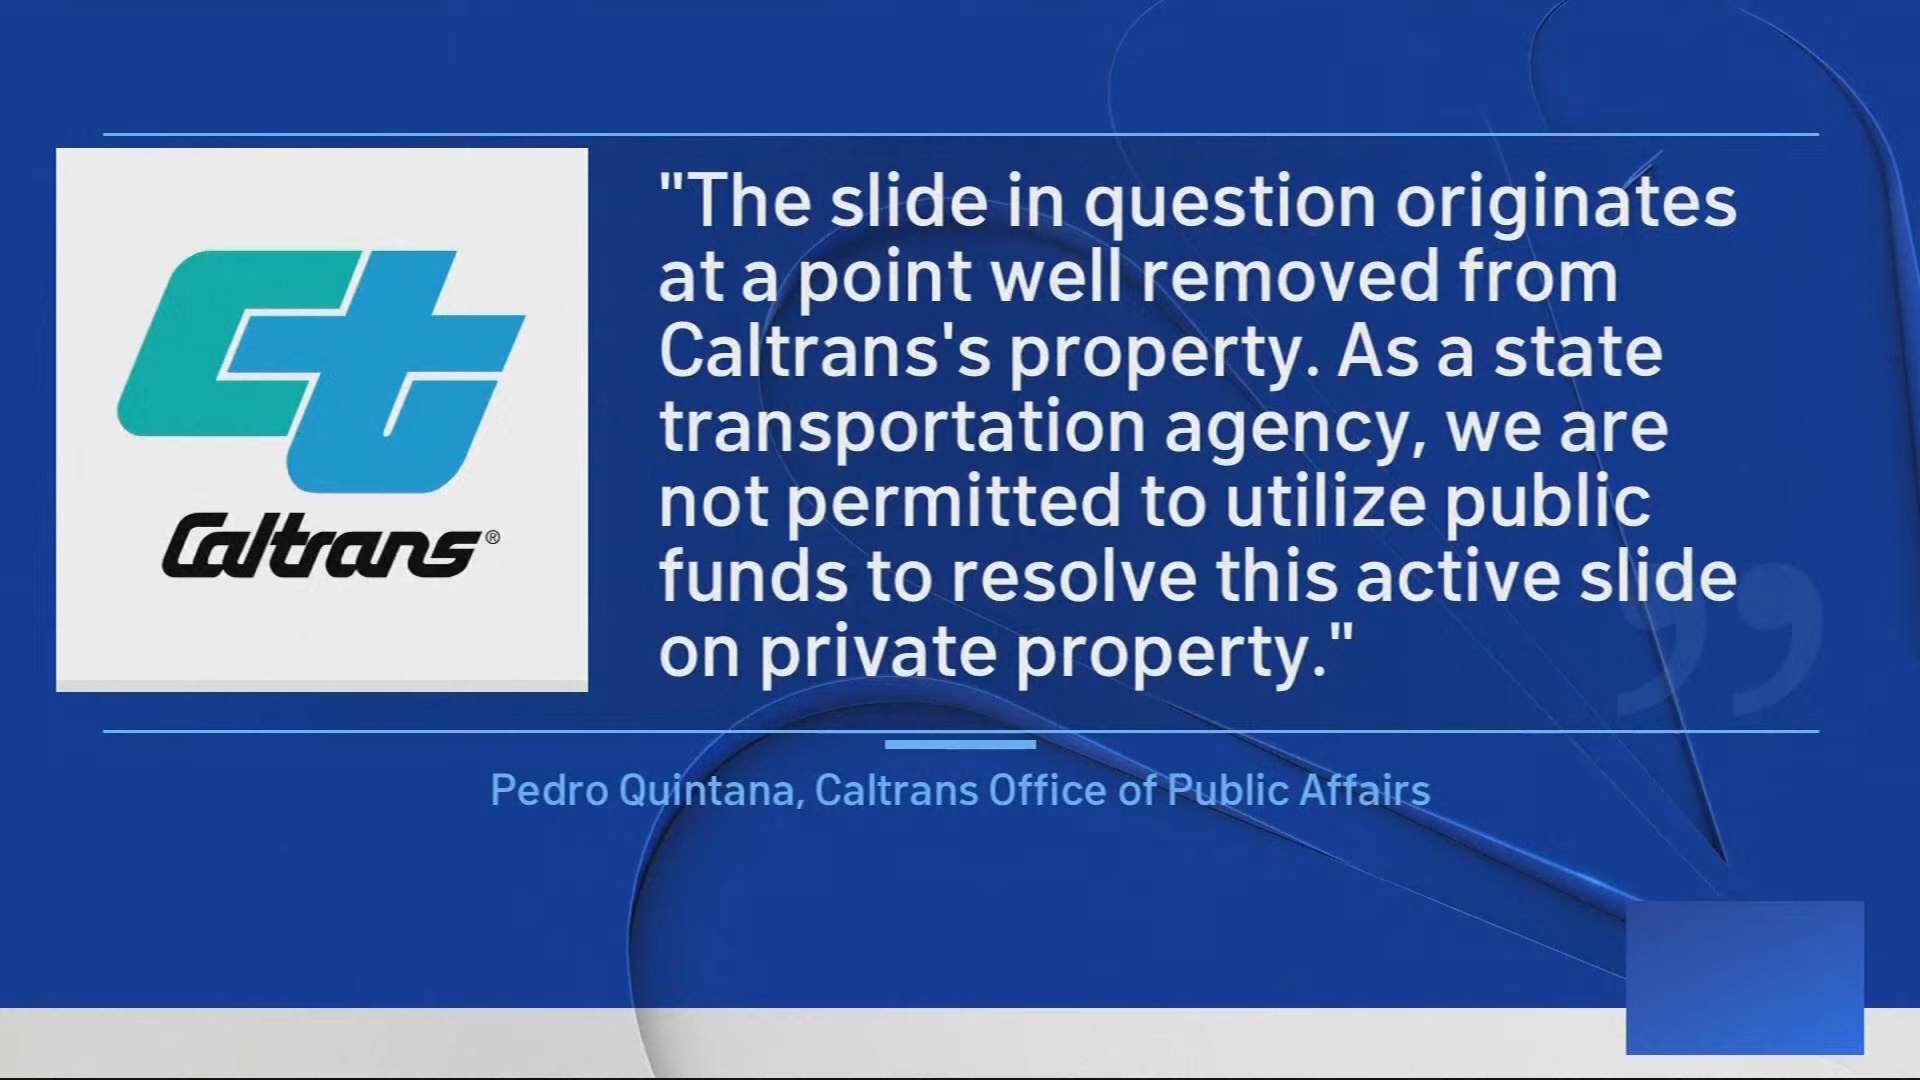 Ct
Caltrans®
"The slide in question originates
at a point well removed from
Caltrans's property. As a state
transportation agency, we are
not permitted to utilize public
funds to resolve this active slide
on private property."
Pedro Quintana, Caltrans Office of Public Affairs